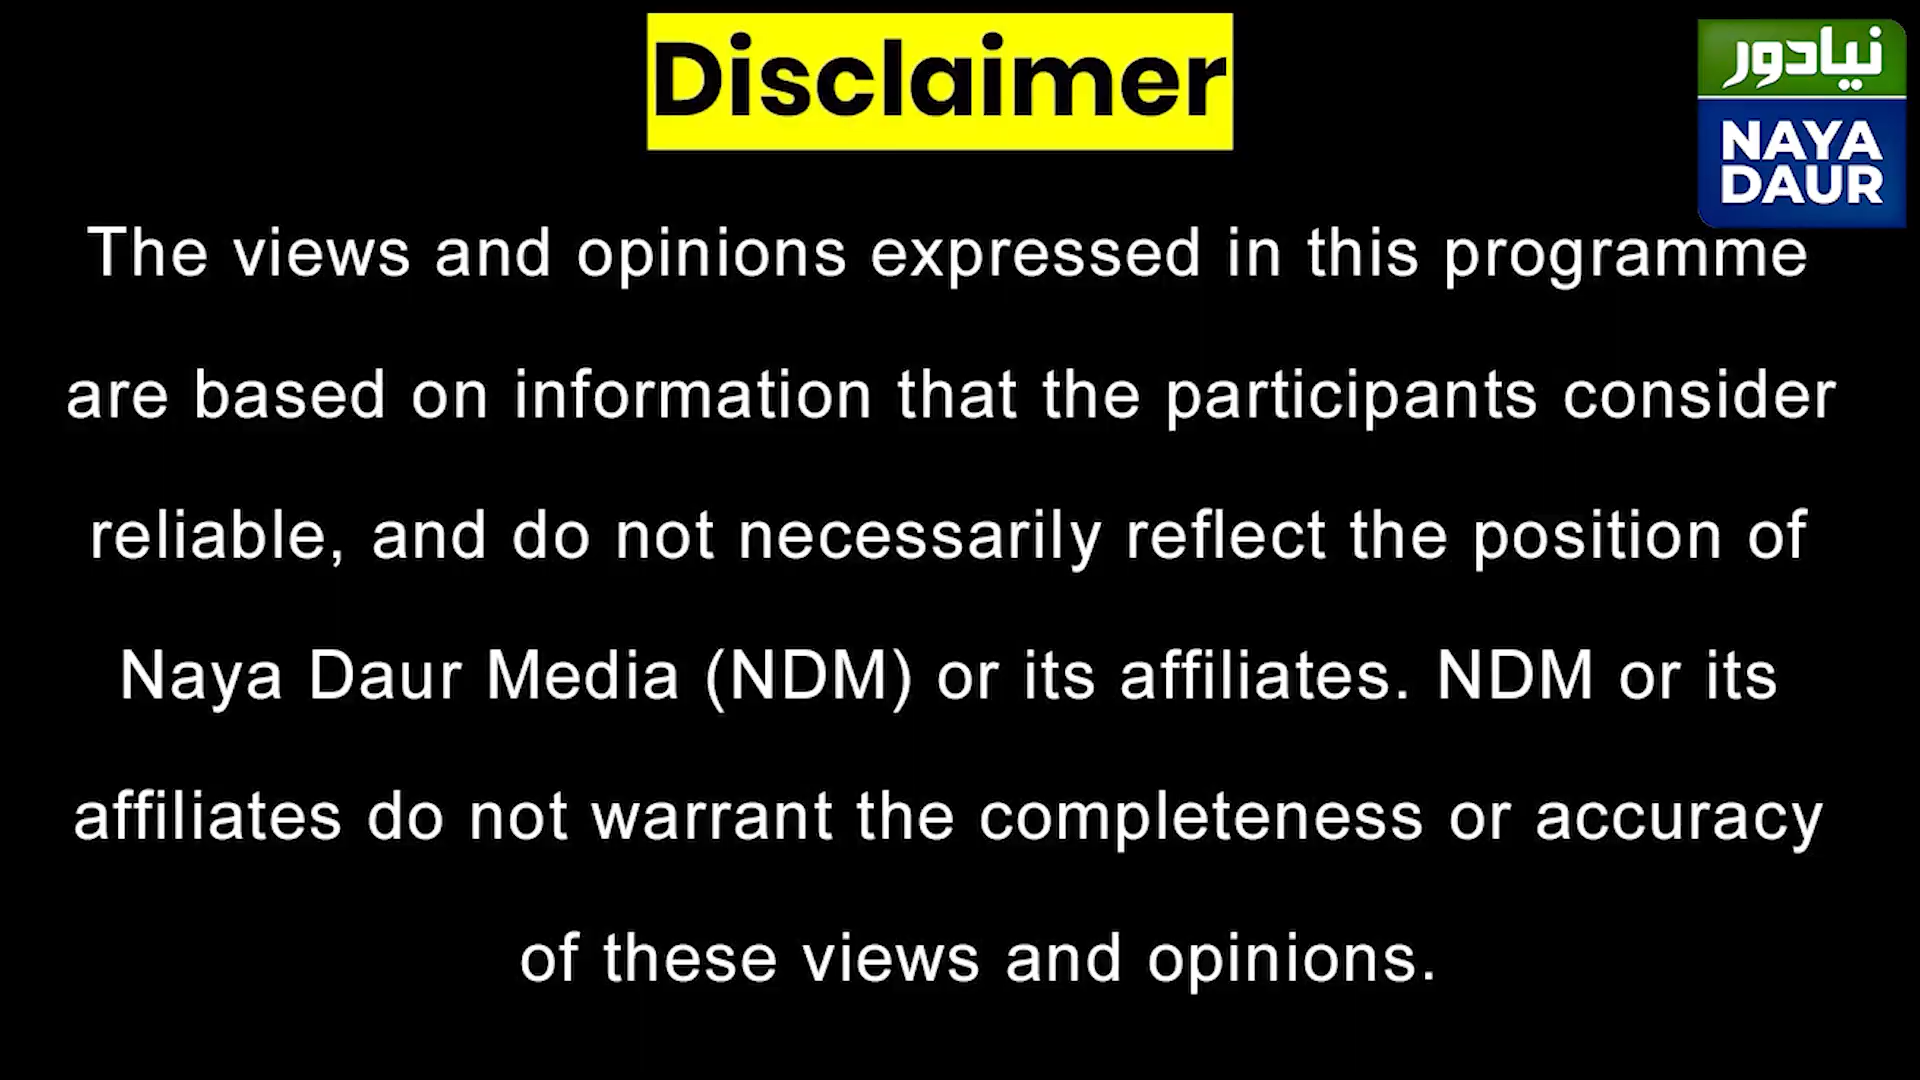 Disclaimer
نیادور
NAYA
DAUR
The views and opinions expressed in this programme
are based on information that the participants consider
reliable, and do not necessarily reflect the position of
Naya Daur Media (NDM) or its affiliates. NDM or its
affiliates do not warrant the completeness or accuracy
of these views and opinions.